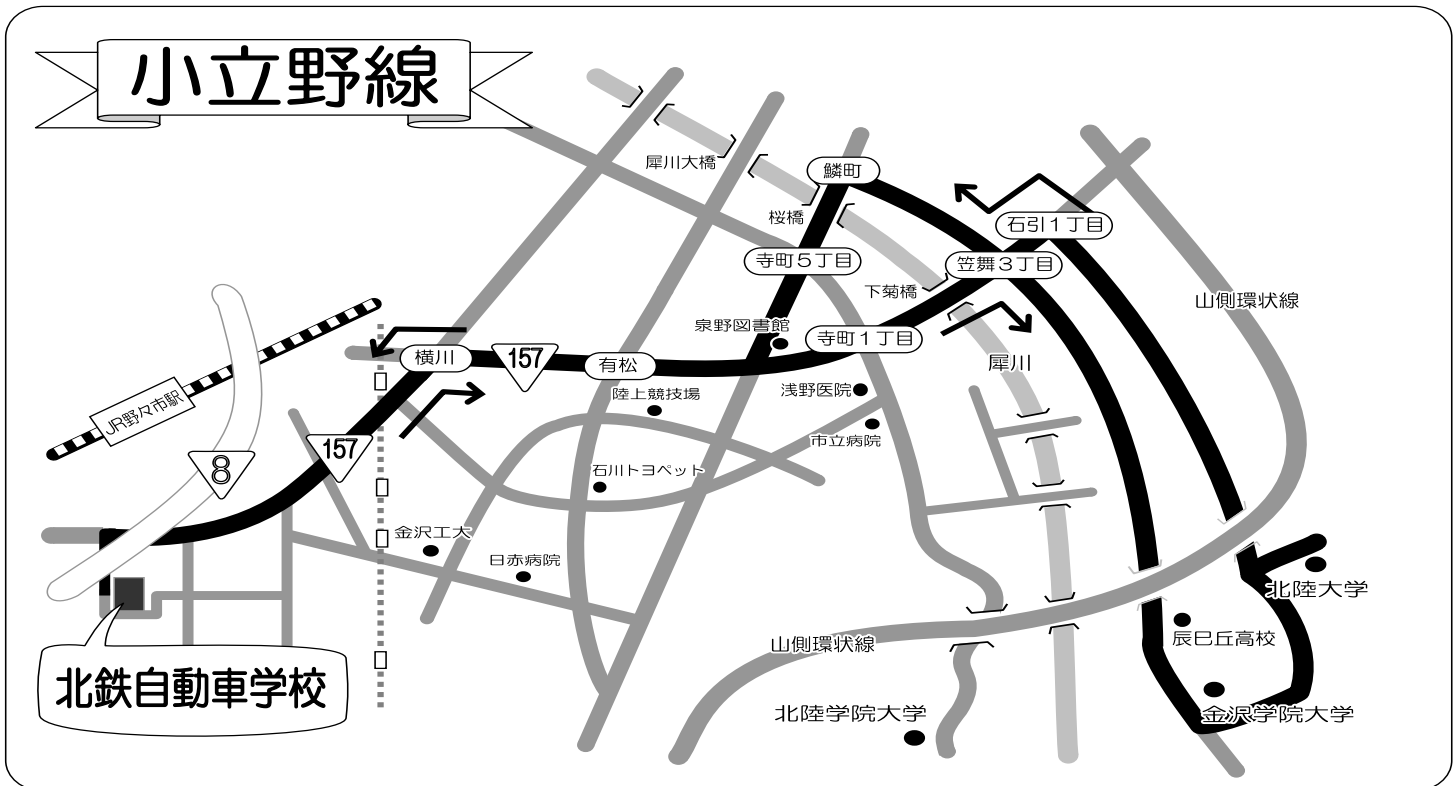 小立野線
犀川大橋
鱗町
桜橋
石引1丁目
寺町5丁目
笠舞3丁目
下菊橋
山側環状線
泉野図書館
寺町1丁目
犀川
横川
157
有松
陸上競技場
浅野医院
JR野々市駅
市立病院
157
8
石川トヨペット
金沢工大
日赤病院
北陸大学
辰巳丘高校
山側環状線
北鉄自動車学校
北陸学院大学
金沢学院大学